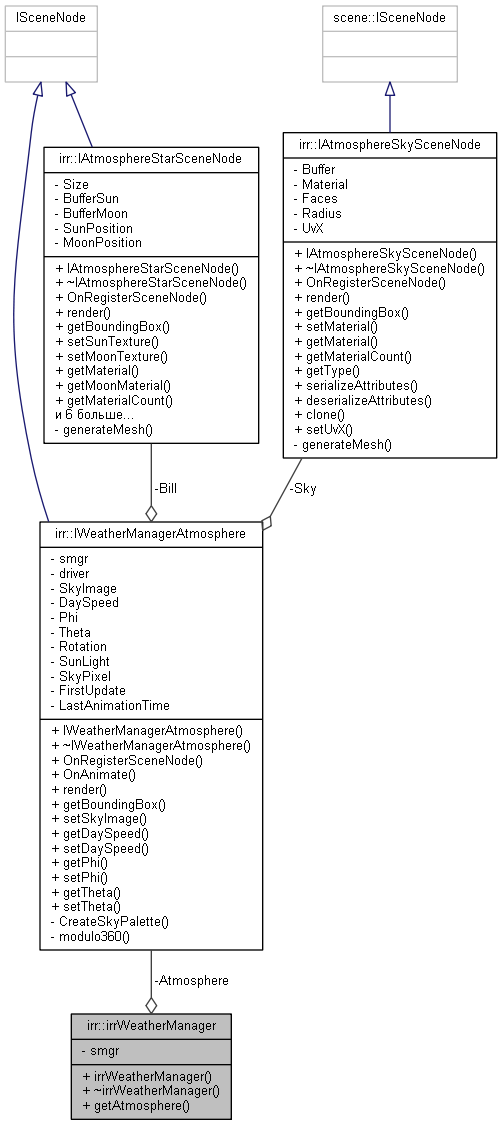 ISceneNode
scene::ISceneNode
irr::IAtmosphereStarSceneNode
- Size
- BufferSun
- BufferMoon
- SunPosition
- MoonPosition
+ IAtmosphereStarSceneNode()
+ ~IAtmosphereStarSceneNode()
+ OnRegisterSceneNode()
+ render()
+ getBoundingBox()
+ setSunTexture()
+ setMoonTexture()
+ getMaterial()
+ getMoonMaterial()
+ getMaterialCount()
и 6 больше...
- generateMesh()
irr::IAtmosphereSkySceneNode
- Buffer
- Material
- Faces
- Radius
- UvX
+ IAtmosphereSkySceneNode()
+ ~IAtmosphereSkySceneNode()
+ OnRegisterSceneNode()
+ render()
+ getBoundingBox()
+ setMaterial()
+ getMaterial()
+ getMaterialCount()
+ getType()
+ serializeAttributes()
+ deserializeAttributes()
+ clone()
+ setUvX()
- generateMesh()
-Bill
-Sky
irr::IWeatherManagerAtmosphere
- smgr
- driver
- SkyImage
- DaySpeed
- Phi
- Theta
- Rotation
- SunLight
- SkyPixel
- FirstUpdate
- LastAnimationTime
+ IWeatherManagerAtmosphere()
+ ~IWeatherManagerAtmosphere()
+ OnRegisterSceneNode()
+ OnAnimate()
+ render()
+ getBoundingBox()
+ setSkyImage()
+ getDaySpeed()
+ setDaySpeed()
+ getPhi()
+ setPhi()
+ getTheta()
+ setTheta()
- CreateSkyPalette()
- modulo360()
-Atmosphere
irr::irrWeatherManager
- smgr
+ irrWeatherManager()
+ ~irrWeatherManager()
+ getAtmosphere()